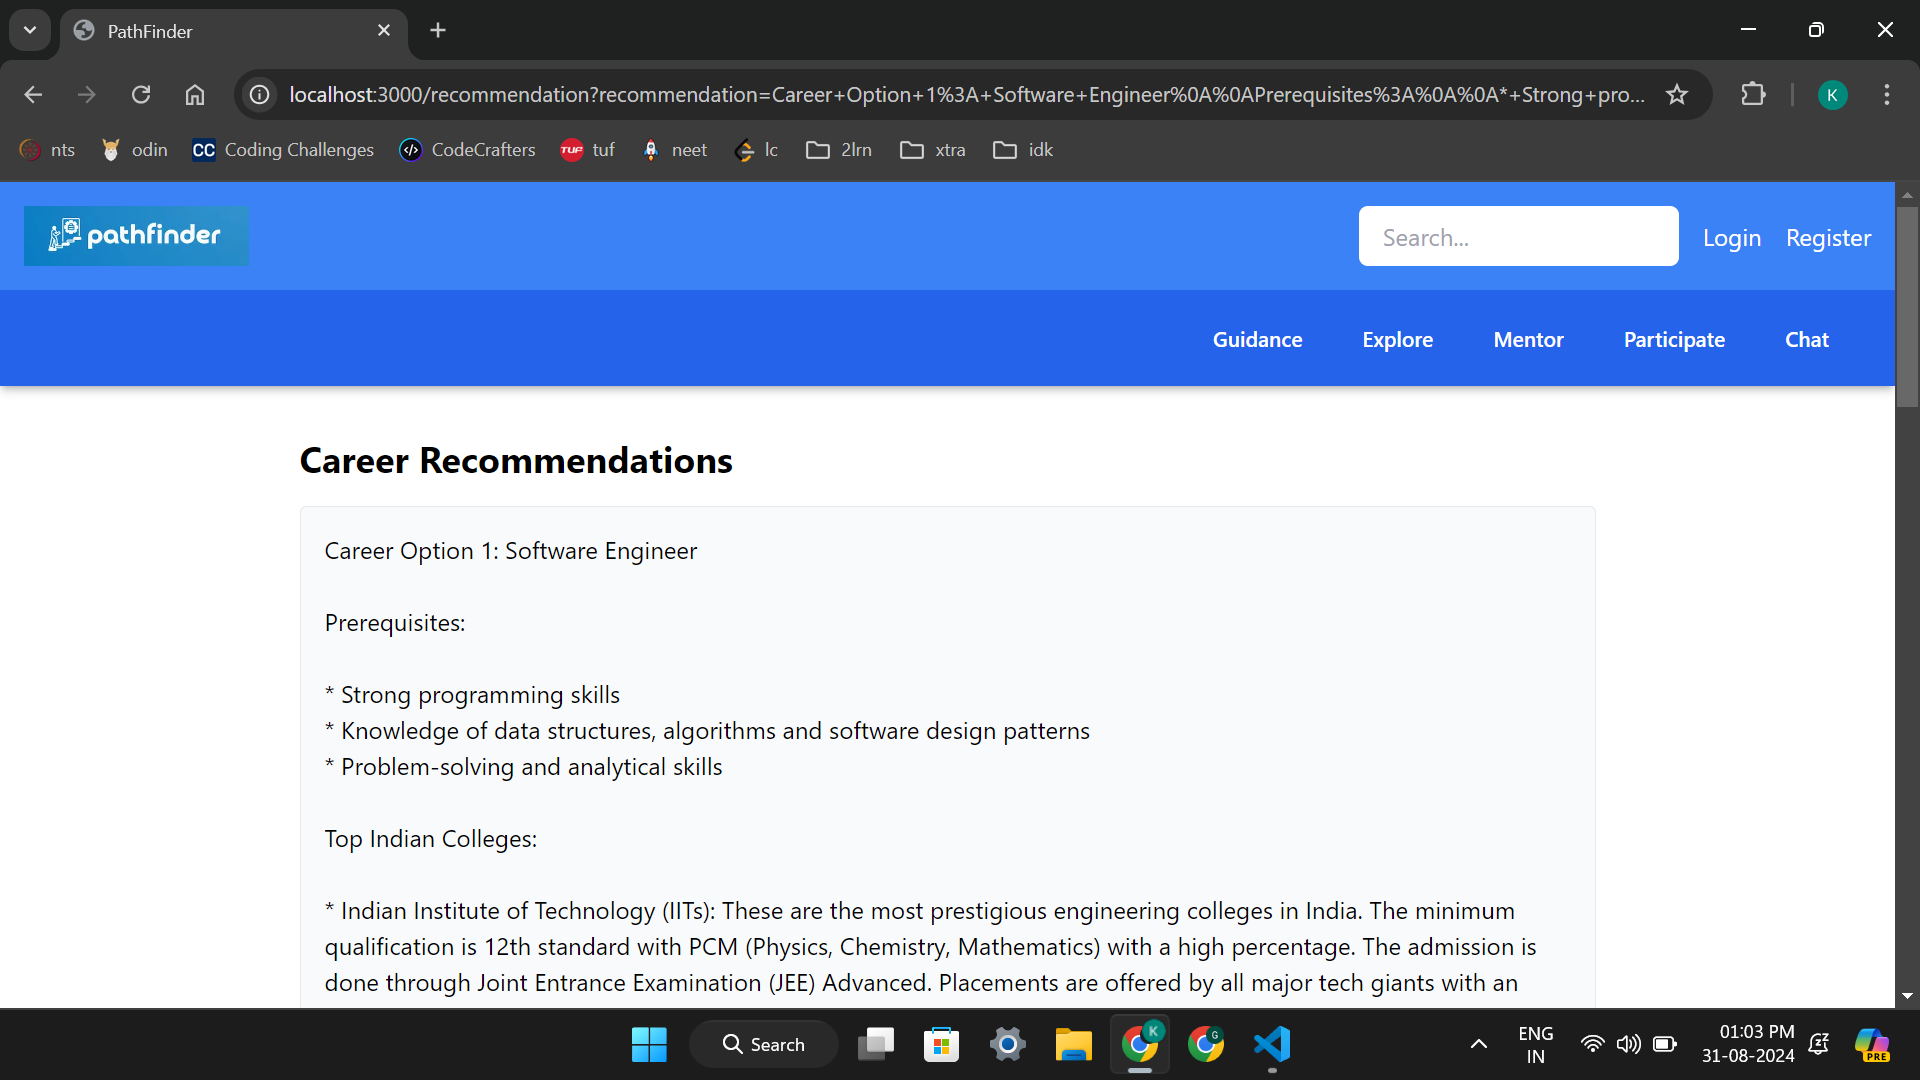 PathFinder
localhost:3000/recommendation?recommendation=Career+Option+1%3A+Software+Engineer%0A%0APrerequisites%3A%0A%0A*+Strong+pro...
K
nts
odin
CC Coding Challenges
CodeCrafters
TUF tuf
neet
lc
2lrn
xtra
idk
pathfinder
Search...
Login
Register
Guidance
Explore
Mentor
Participate
Chat
Career Recommendations
Career Option 1: Software Engineer
Prerequisites:
* Strong programming skills
* Knowledge of data structures, algorithms and software design patterns
* Problem-solving and analytical skills
Top Indian Colleges:
* Indian Institute of Technology (IITs): These are the most prestigious engineering colleges in India. The minimum
qualification is 12th standard with PCM (Physics, Chemistry, Mathematics) with a high percentage. The admission is
done through Joint Entrance Examination (JEE) Advanced. Placements are offered by all major tech giants with an
Search
K
G
ENG
IN
01:03 PM
31-08-2024
PRE